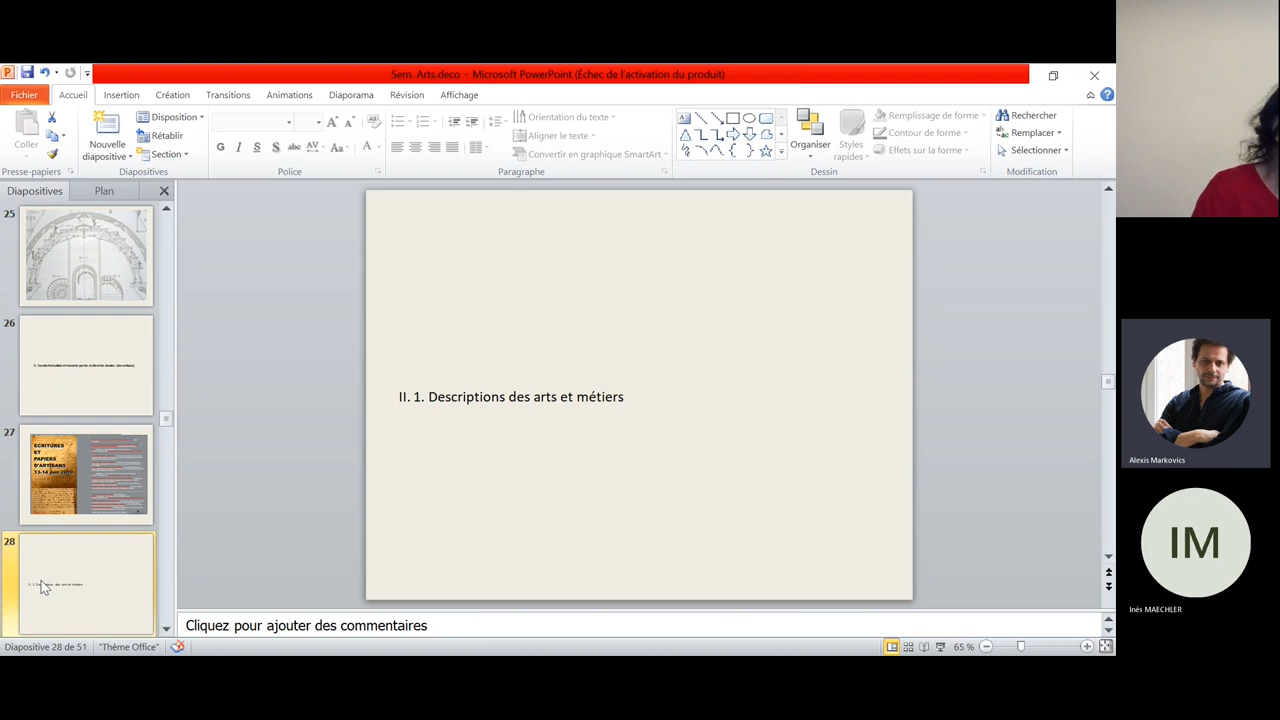 Sem. Arts.deco - Microsoft PowerPoint (Échec de l'activation du produit)
Fichier Accueil Insertion Création Transitions Animations Diaporama Révision Affichage
Coller
Nouvelle diapositive
Disposition
Rétablir
Section
G I S S abc AV Aa A
Orientation du texte
Aligner le texte
Convertir en graphique SmartArt
Organiser
Styles rapides
Remplissage de forme
Contour de forme
Effets sur la forme
Rechercher
Remplacer
Sélectionner
Presse-papiers Diapositives Police Paragraphe Dessin Modification
Diapositives Plan
25
26
27
ECRITURES
ET
PAPIERS
D'ARTISANS
28
II. 1. Descriptions des arts et métiers
Cliquez pour ajouter des commentaires
Diapositive 28 de 51 "Thème Office" 65 %
Alexis Markovics
IM
Inès MAECHLER